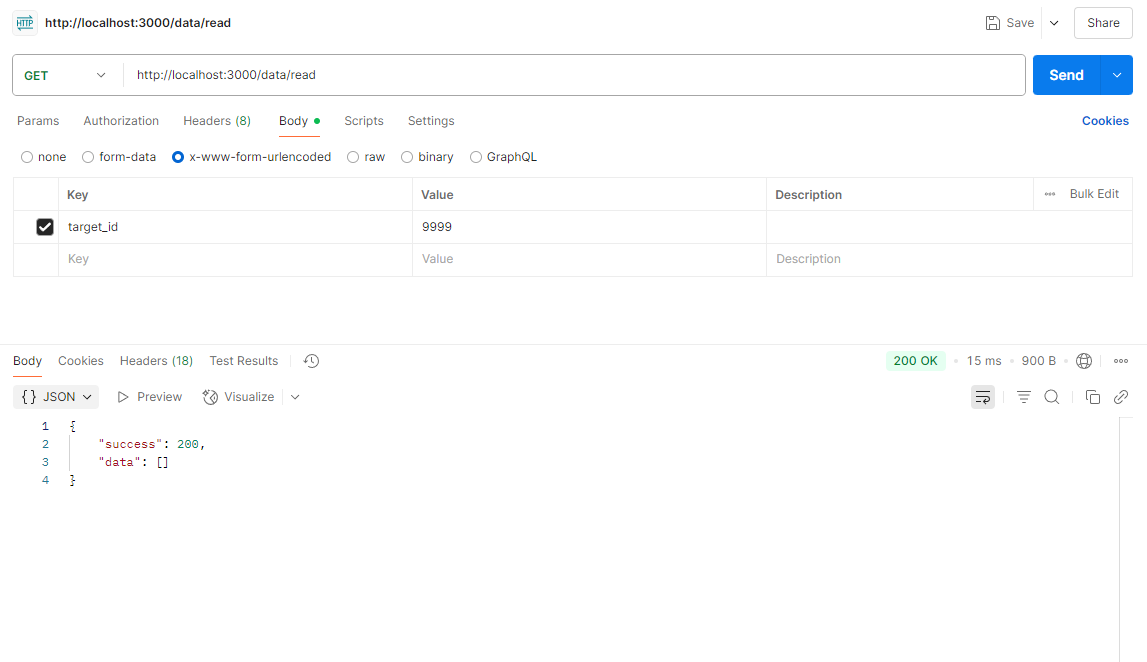 HTTP http://localhost:3000/data/read Save Share
GET http://localhost:3000/data/read Send
Params Authorization Headers (8) Body Scripts Settings Cookies
none form-data x-www-form-urlencoded raw binary GraphQL
Key Value Description Bulk Edit
target_id 9999
Key Value Description
Body Cookies Headers (18) Test Results 200 OK 15 ms 900 B
{} JSON Preview Visualize
1 {
2 "success": 200,
3 "data": []
4 }